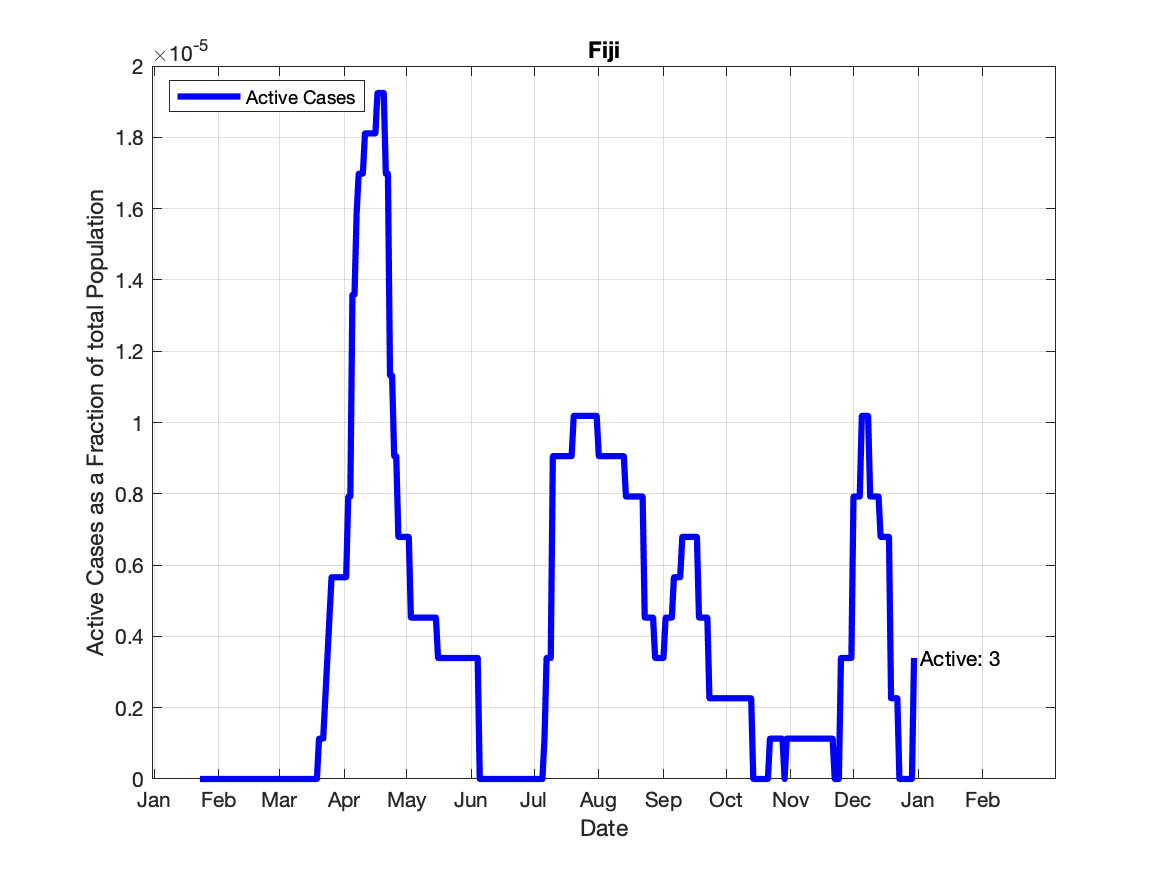 Fiji
×10-5
Active Cases
2
1.8
1.6
1.4
1.2
1
0.8
0.6
0.4
0.2
0
Active Cases as a Fraction of total Population
Active: 3
Jan Feb Mar Apr May Jun Jul Aug Sep Oct Nov Dec Jan Feb
Date